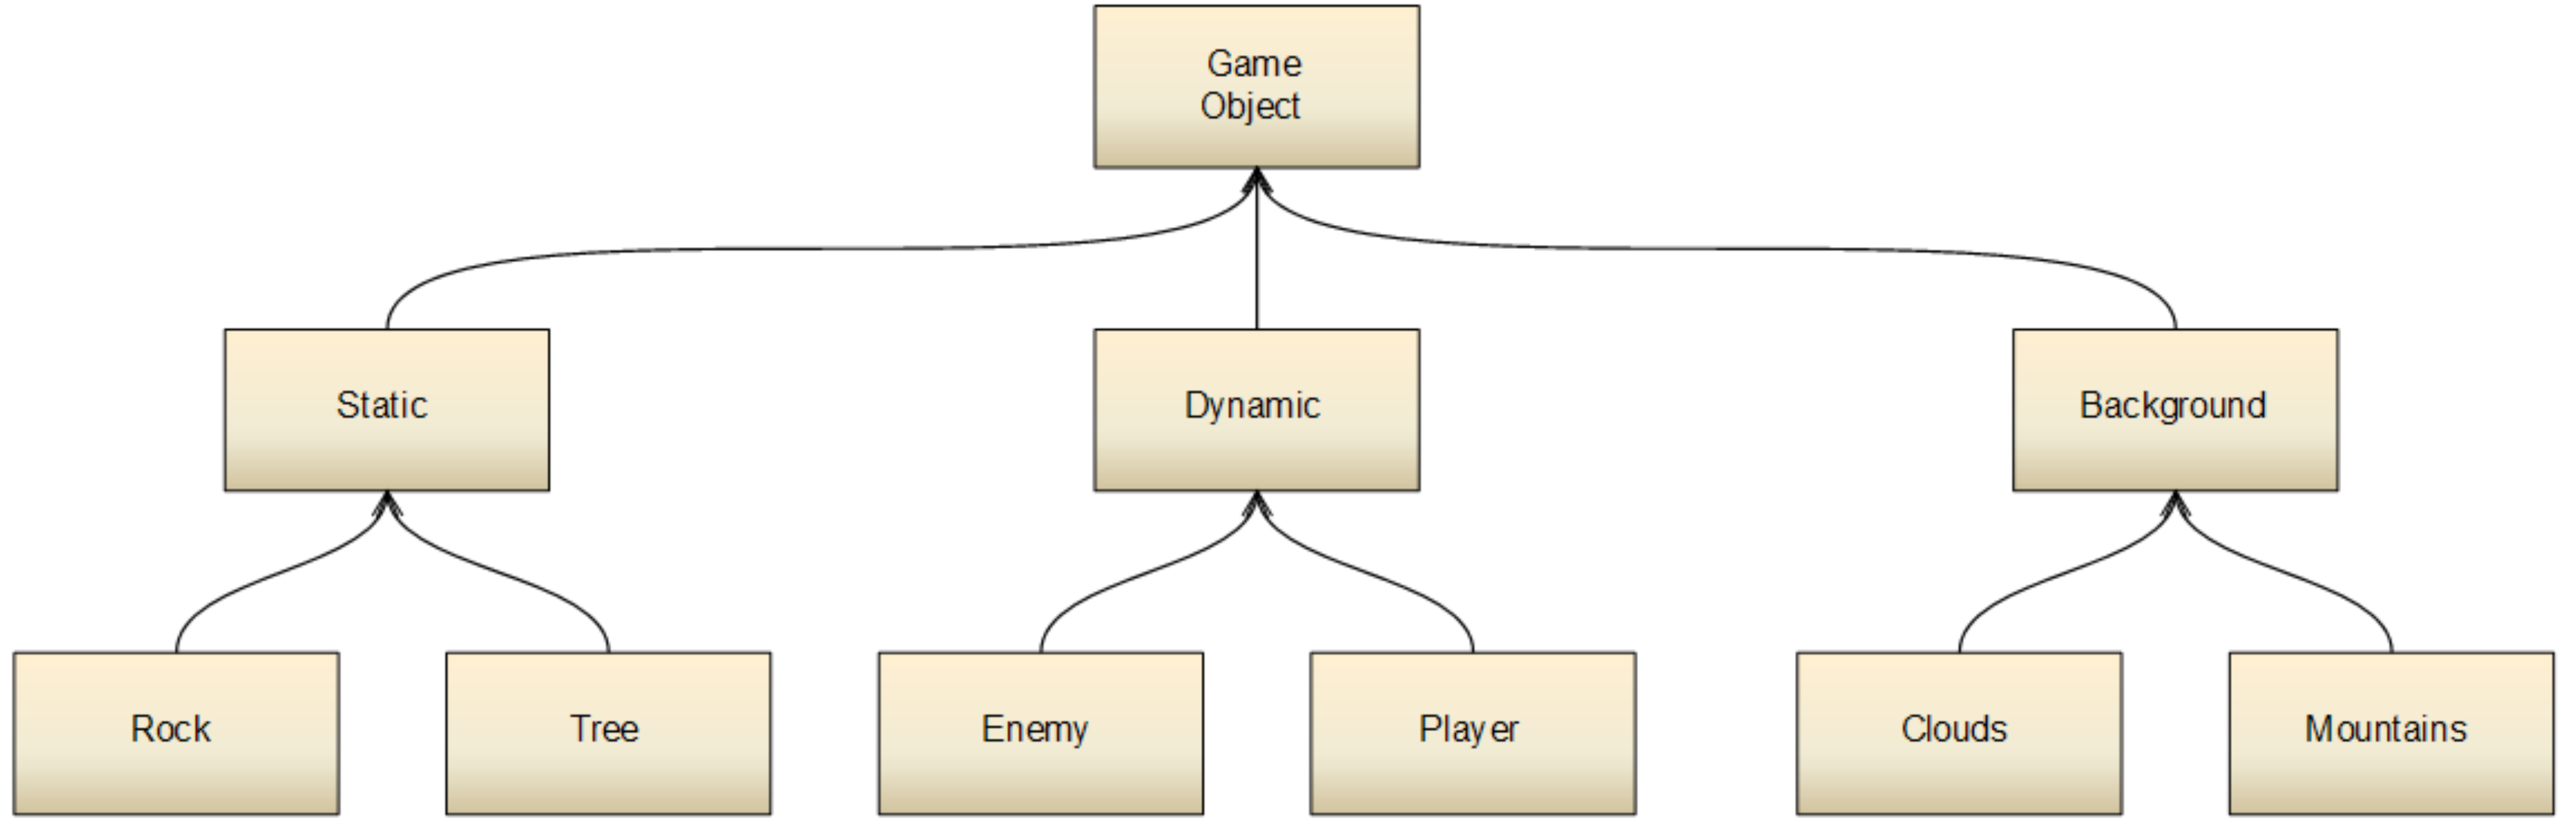 Game
Object
Static
Dynamic
Background
Rock
Tree
Enemy
Player
Clouds
Mountains